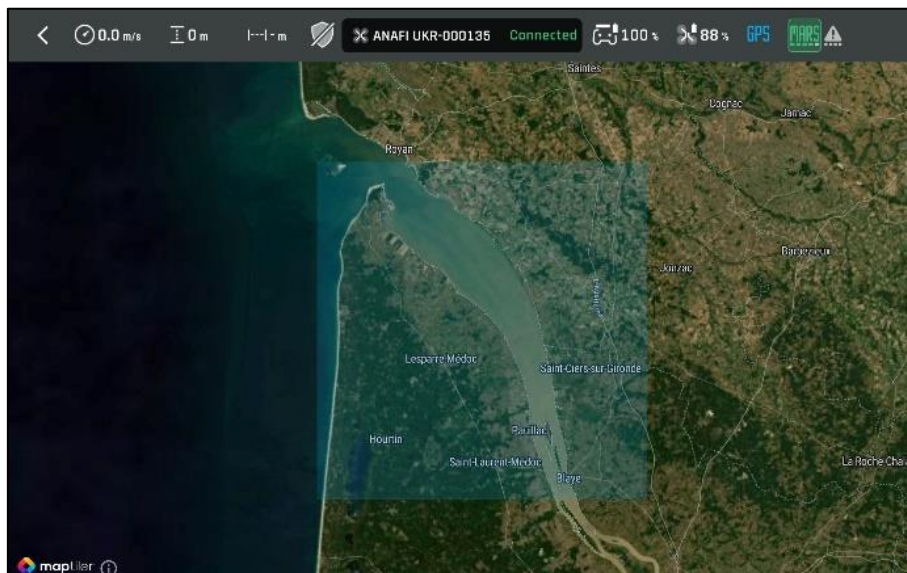 0.0 m/s 0 m - m ANAFI UKR-000135 Connected 100 % 88 % GPS MARS
Saintes
Cognac
Jarnac
Royan
Barbezieux
Jonzac
Lesparre-Médoc
Saint-Ciers-sur-Gironde
Pauillac
Hourtin
Saint-Laurent-Médoc
La Roche Chala
Blaye
maptiler